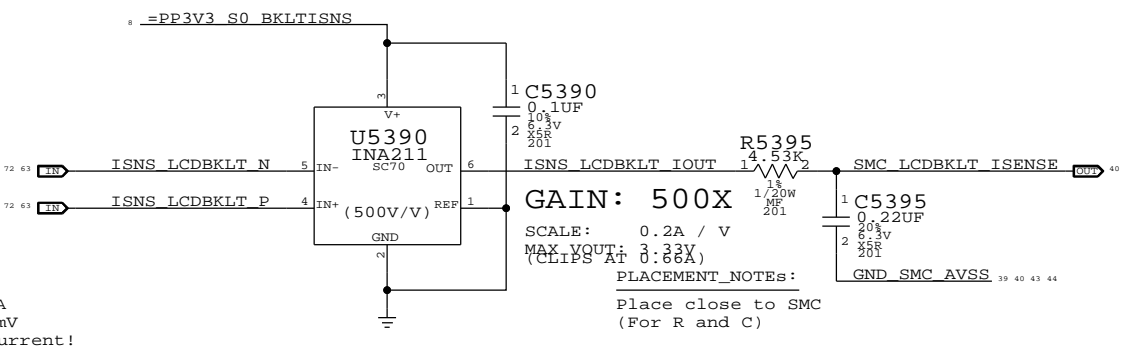 8 =PP3V3_S0_BKLTISNS
3
V+
U5390
INA211
SC70
1 C5390
0.1UF
10%
6.3V
2 X5R
201
72 63 IN ISNS_LCDBKLT_N 5 IN-
OUT 6 ISNS_LCDBKLT_IOUT
R5395
1 4.53K 2
1%
1/20W
MF
201
SMC_LCDBKLT_ISENSE OUT 40
72 63 IN ISNS_LCDBKLT_P 4 IN+
(500V/V) REF 1
GND
2
GAIN: 500X
SCALE: 0.2A / V
MAX VOUT: 3.33V
(CLIPS AT 0.66A)
1 C5395
0.22UF
20%
6.3V
2 X5R
201
GND_SMC_AVSS 39 40 43 44
PLACEMENT_NOTEs:
Place close to SMC
(For R and C)
A
mV
urrent!